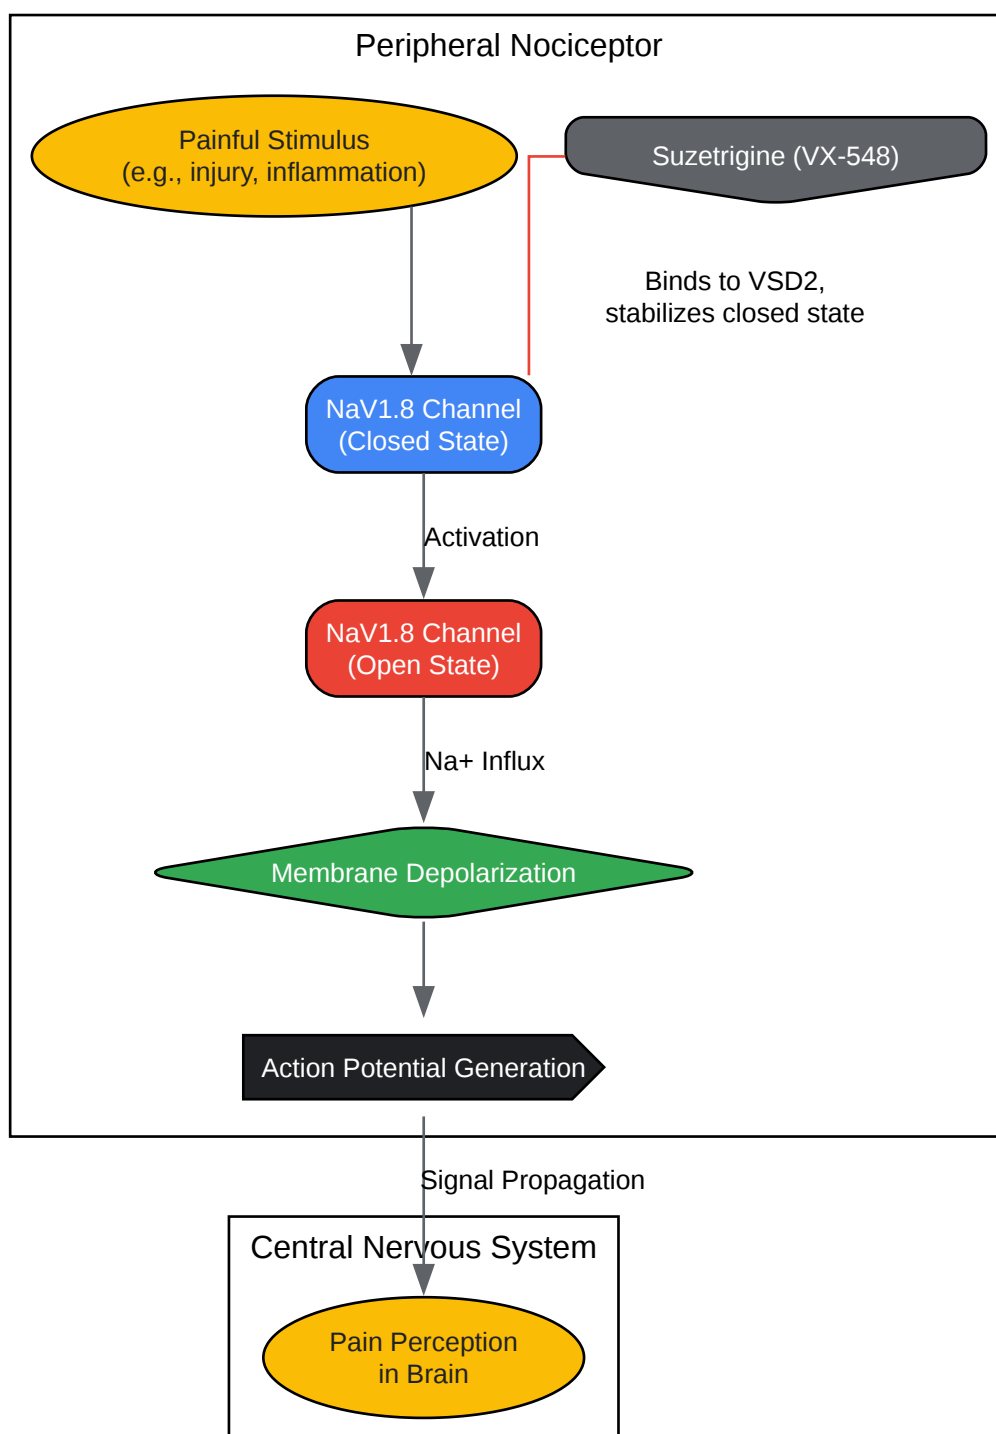 Peripheral Nociceptor
Painful Stimulus
(e.g., injury, inflammation)
Suzetrigine (VX-548)
Binds to VSD2,
stabilizes closed state
NaV1.8 Channel
(Closed State)
Activation
NaV1.8 Channel
(Open State)
Na+ Influx
Membrane Depolarization
Action Potential Generation
Signal Propagation
Central Nervous System
Pain Perception
in Brain